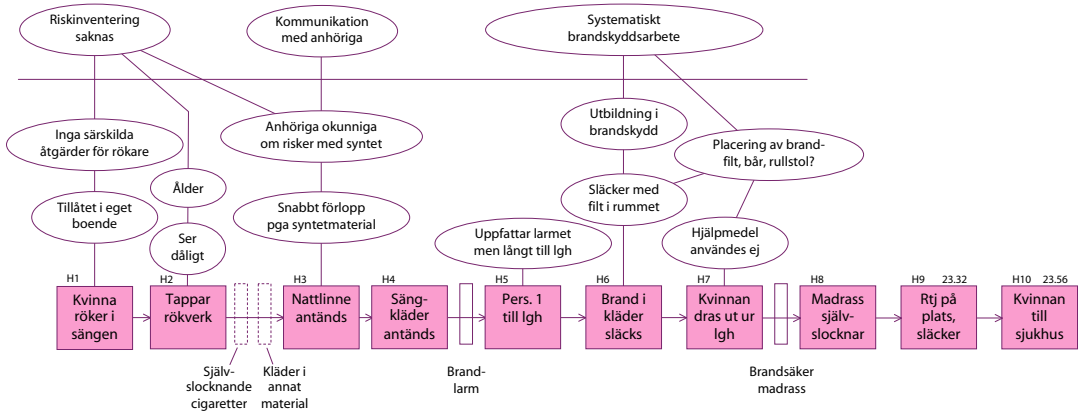 Riskinventering
saknas
Kommunikation
med anhöriga
Systematiskt
brandskyddsarbete
Inga särskilda
åtgärder för rökare
Anhöriga okunniga
om risker med syntet
Utbildning i
brandskydd
Placering av brand-
filt, bår, rullstol?
Ålder
Tillåtet i eget
boende
Snabbt förlopp
pga syntetmaterial
Släcker med
filt i rummet
Ser
dåligt
Uppfattar larmet
men långt till lgh
Hjälpmedel
användes ej
H1
Kvinna
röker i
sängen
H2
Tappar
rökverk
H3
Nattlinne
antänds
H4
Säng-
kläder
antänds
H5
Pers. 1
till lgh
H6
Brand i
kläder
släcks
H7
Kvinnan
dras ut ur
lgh
H8
Madrass
själv-
slocknar
H9 23.32
Rtj på
plats,
släcker
H10 23.56
Kvinnan
till
sjukhus
Själv-
slocknande
cigaretter
Kläder i
annat
material
Brand-
larm
Brandsäker
madrass